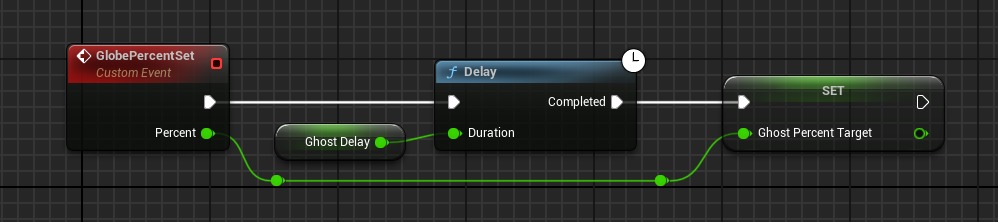 GlobePercentSet
Custom Event
Percent
Ghost Delay
f Delay
Completed
Duration
SET
Ghost Percent Target